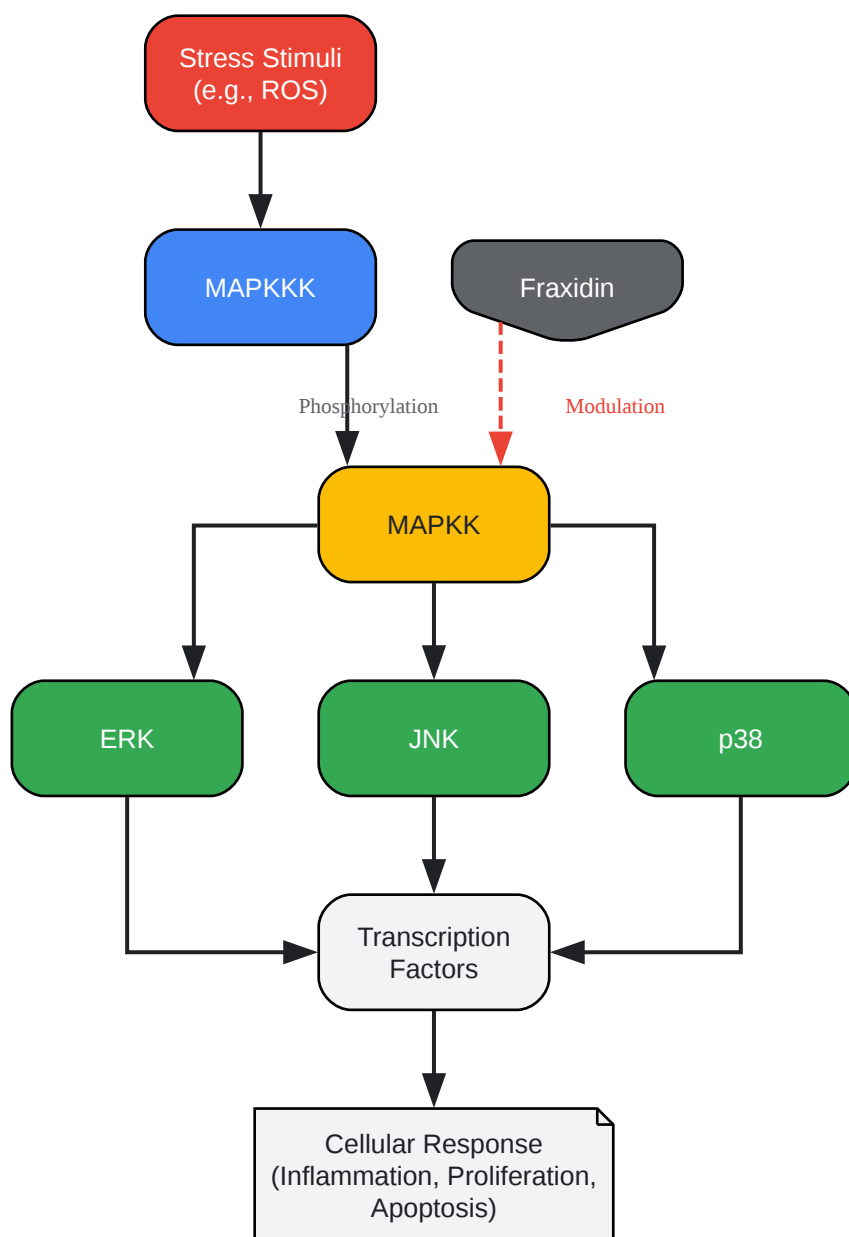 Stress Stimuli
(e.g., ROS)
MAPKKK
Fraxidin
Phosphorylation
Modulation
MAPKK
ERK
JNK
p38
Transcription
Factors
Cellular Response
(Inflammation, Proliferation,
Apoptosis)